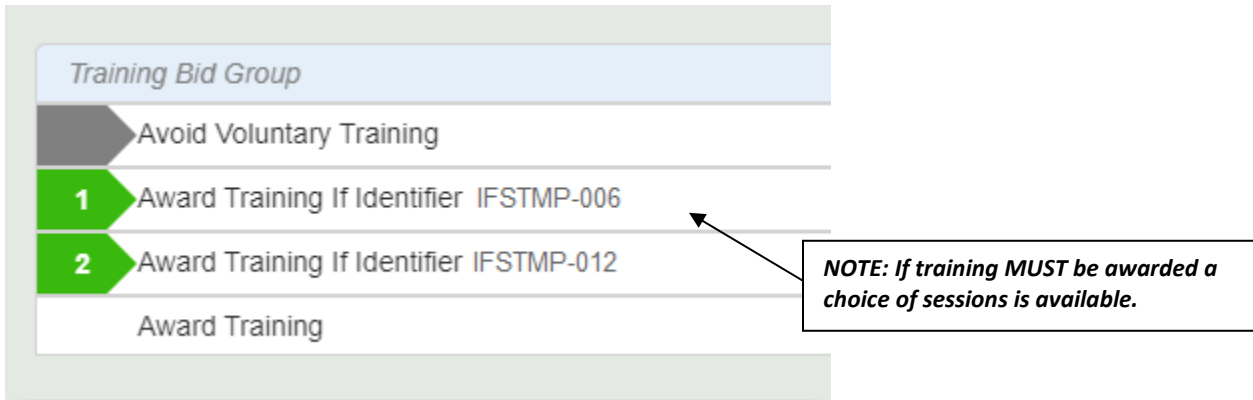 Training Bid Group
Avoid Voluntary Training
1 Award Training If Identifier IFSTMP-006
2 Award Training If Identifier IFSTMP-012
Award Training
NOTE: If training MUST be awarded a
choice of sessions is available.